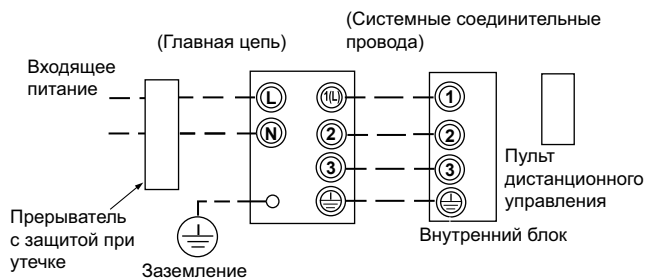 (Системные соединительные
провода)
(Главная цепь)
Входящее
питание
L
N
1(L)
2
3
1
2
3
Пульт
дистанционного
управления
Внутренний блок
Прерыватель
с защитой при
утечке
Заземление